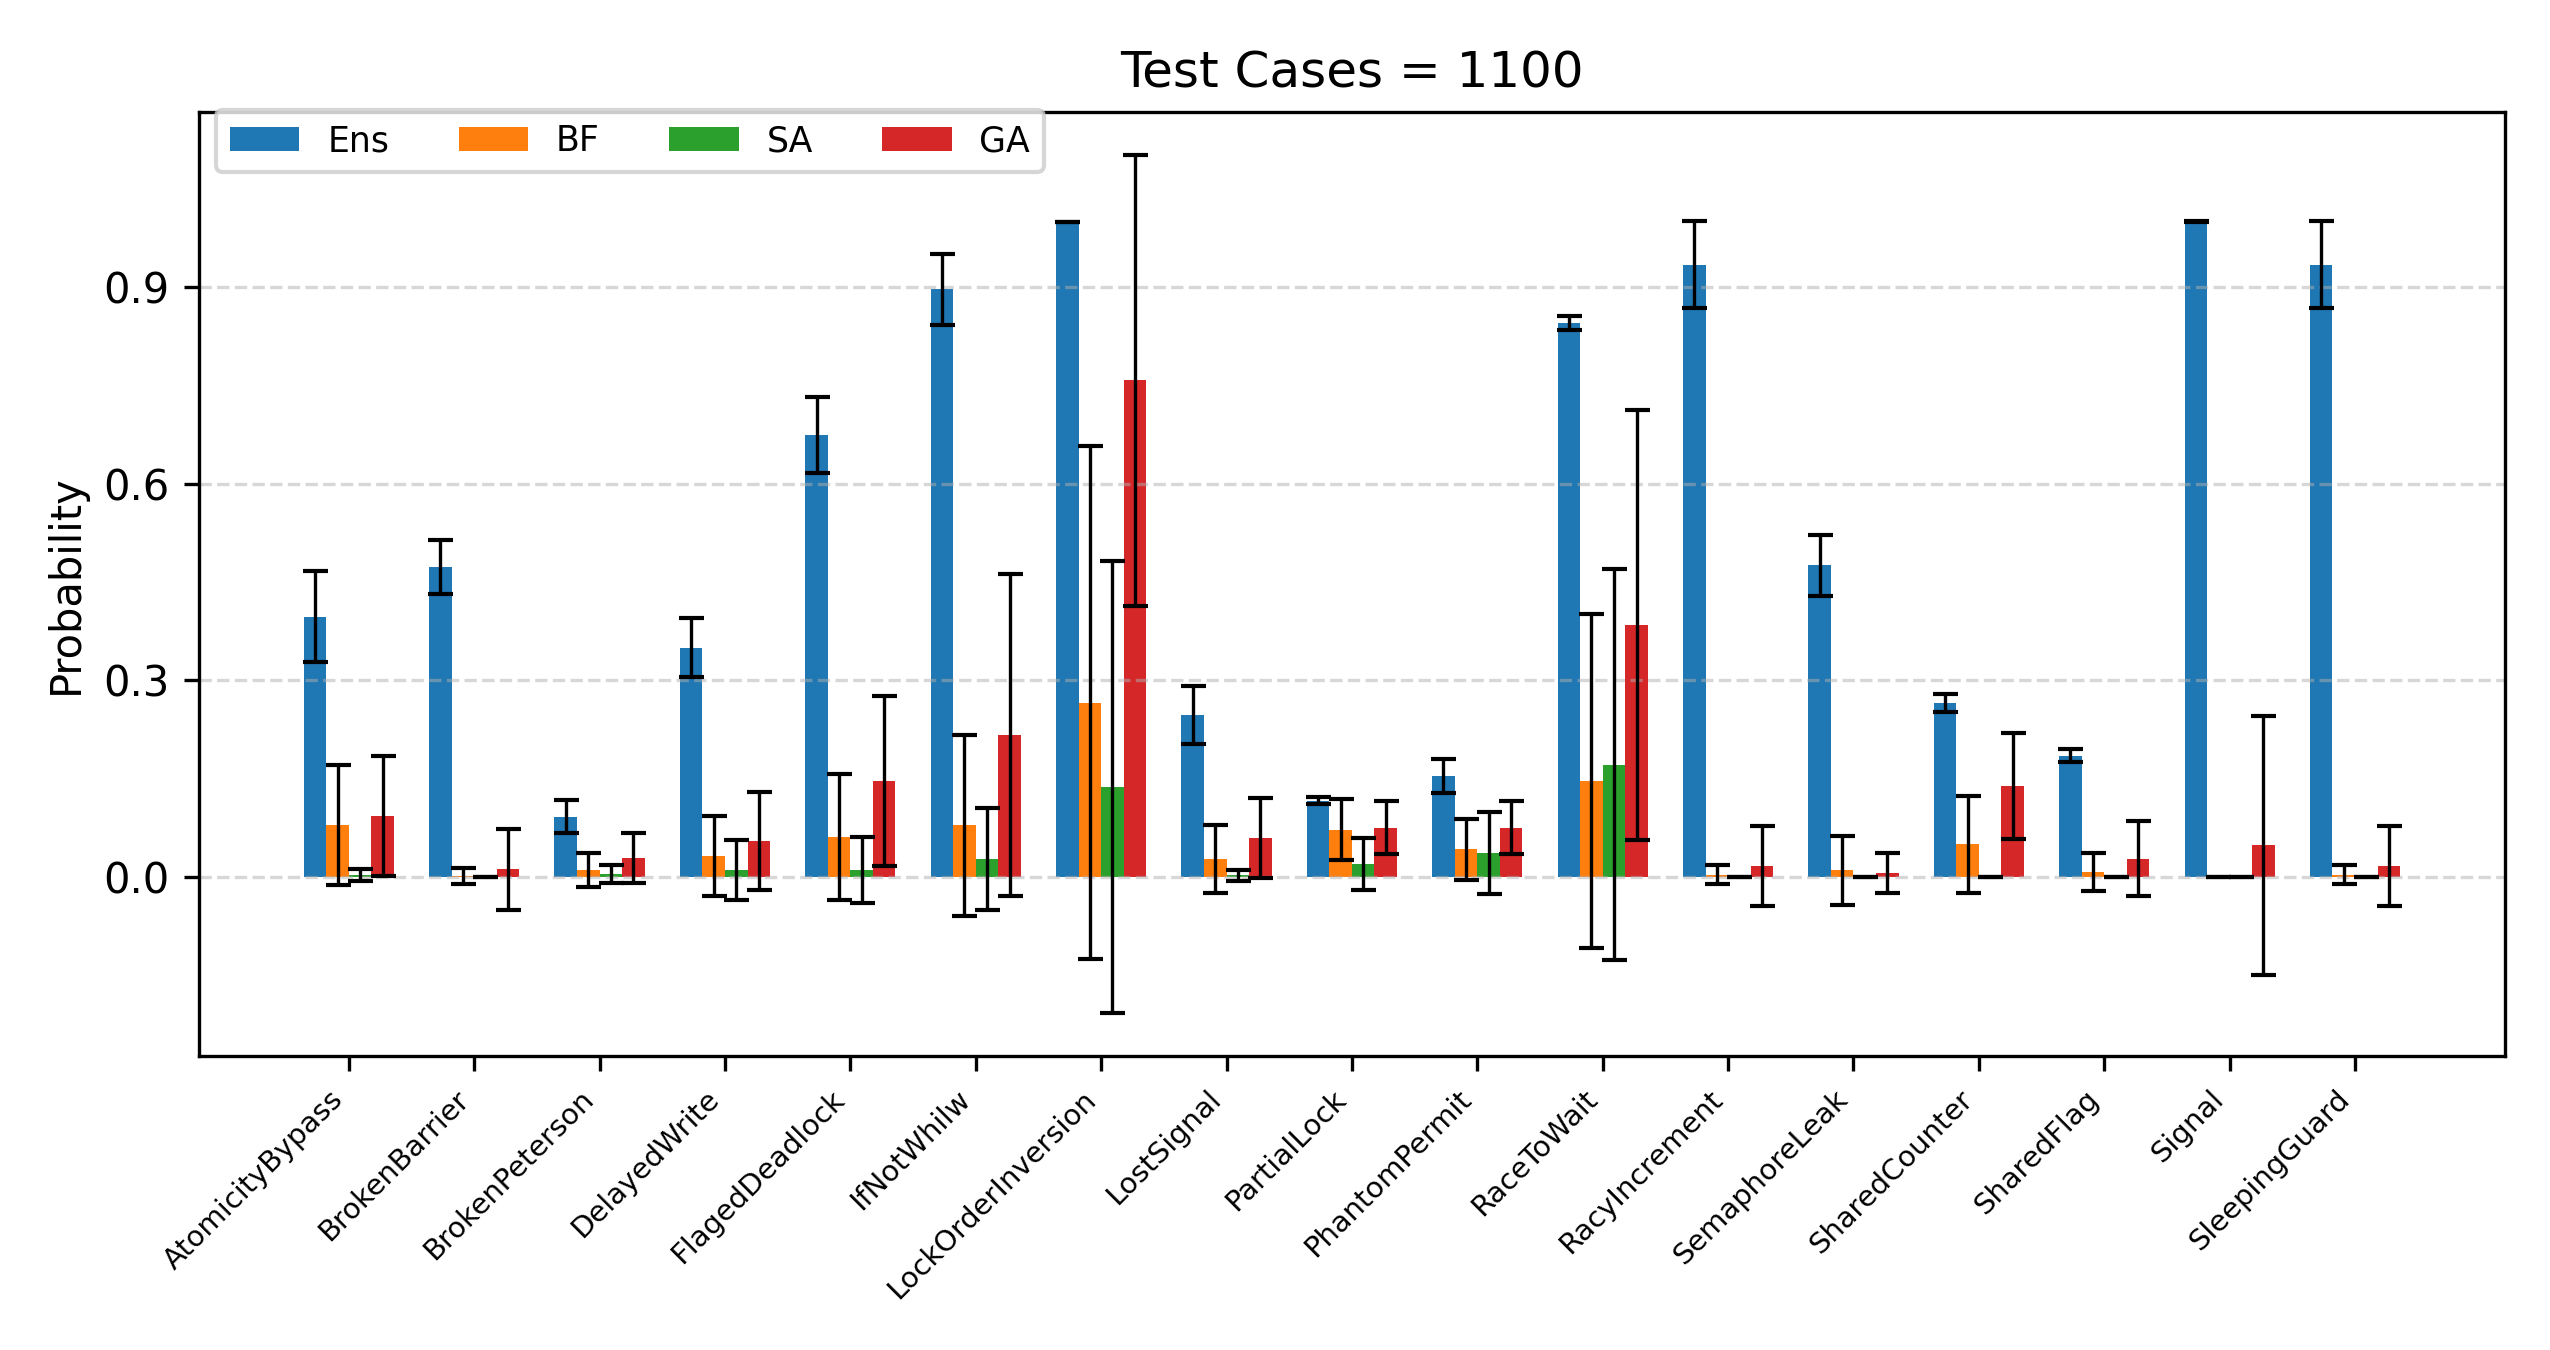 Test Cases = 1100
Ens BF SA GA
Probability
0.9
0.6
0.3
0.0
AtomicityBypass
BrokenBarrier
BrokenPeterson
DelayedWrite
FlagedDeadlock
IfNotWhilw
LockOrderInversion
LostSignal
PartialLock
PhantomPermit
RaceToWait
RacyIncrement
SemaphoreLeak
SharedCounter
SharedFlag
Signal
SleepingGuard